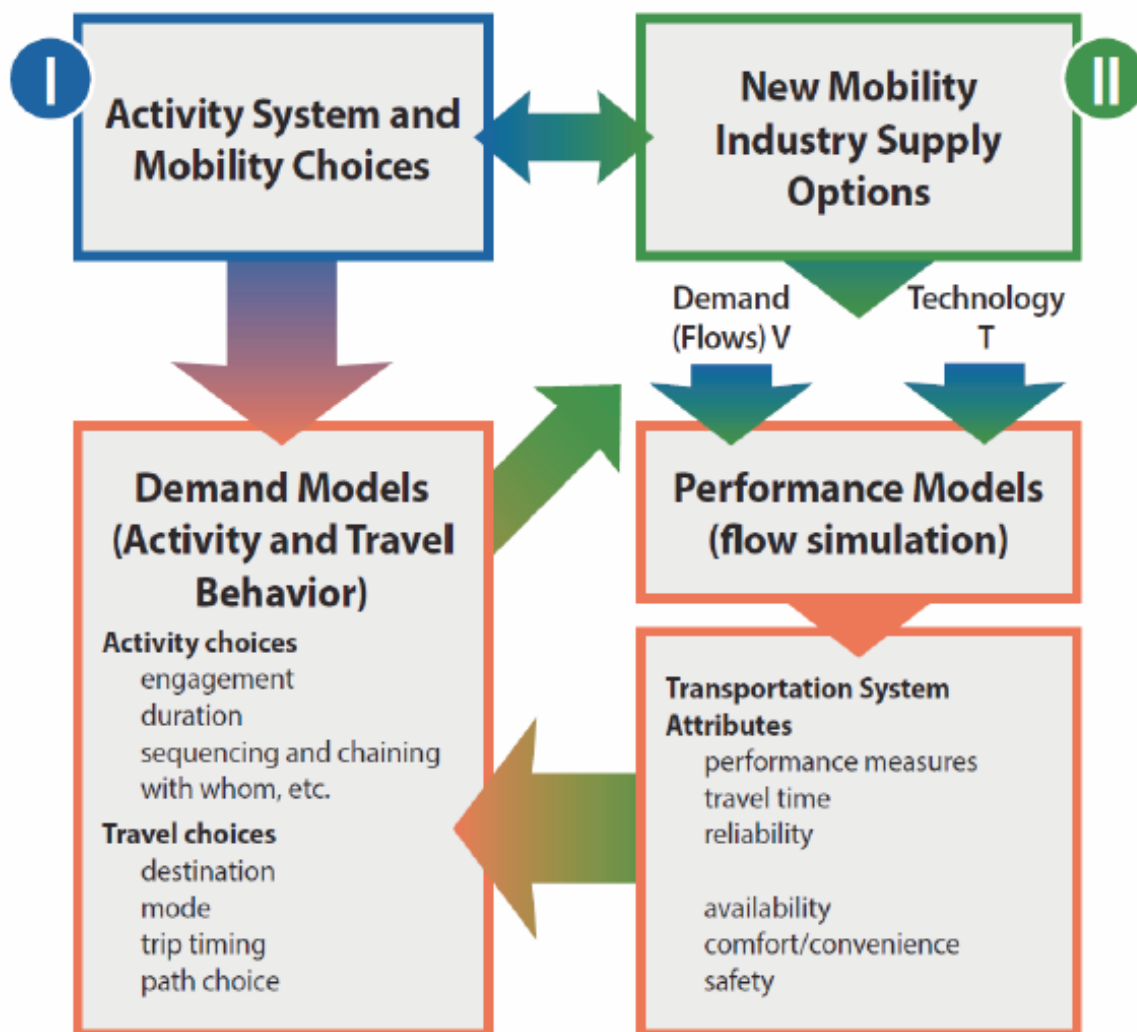 I
Activity System and
Mobility Choices
II
New Mobility
Industry Supply
Options
Demand
(Flows) V
Technology
T
Demand Models
(Activity and Travel
Behavior)
Activity choices
engagement
duration
sequencing and chaining
with whom, etc.
Travel choices
destination
mode
trip timing
path choice
Performance Models
(flow simulation)
Transportation System
Attributes
performance measures
travel time
reliability
availability
comfort/convenience
safety